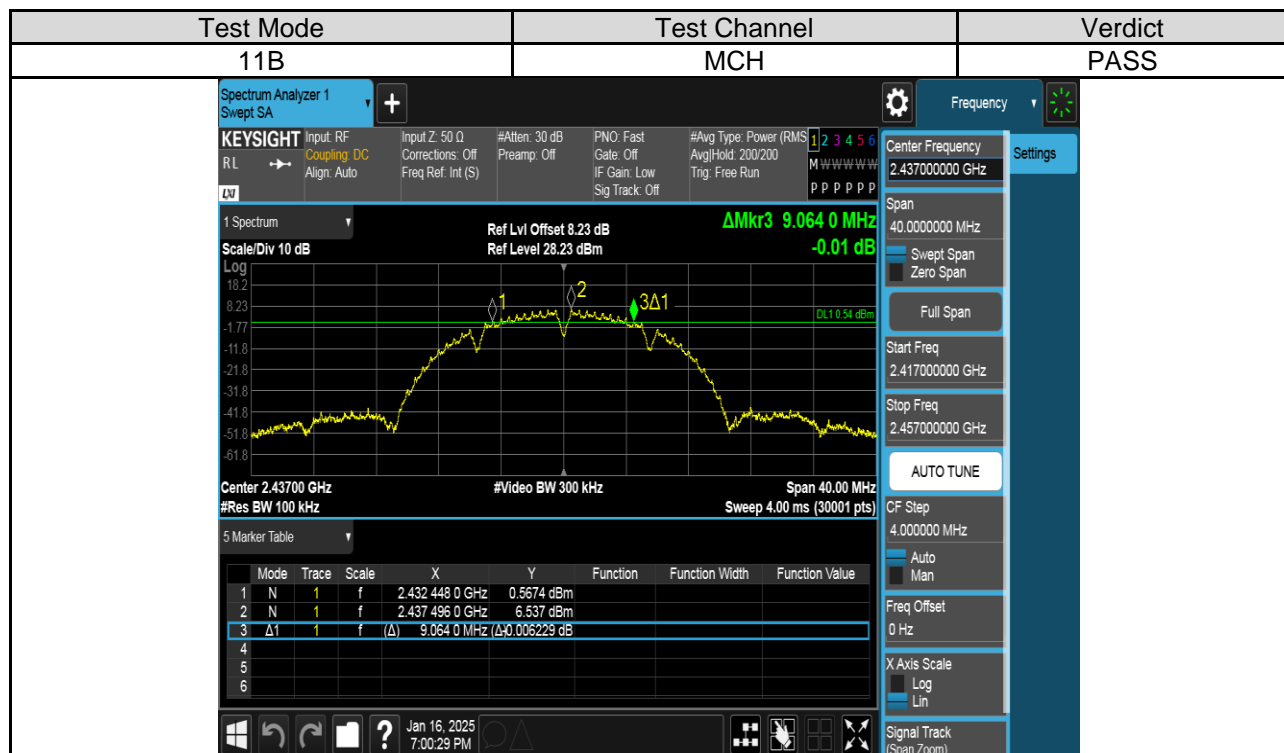 Test Mode Test Channel Verdict
11B MCH PASS
Spectrum Analyzer 1
Swept SA
+
Frequency
KEYSIGHT
RL
LXI
Input: RF
Coupling: DC
Align: Auto
Input Z: 50 Ω
Corrections: Off
Freq Ref: Int (S)
#Atten: 30 dB
Preamp: Off
PNO: Fast
Gate: Off
IF Gain: Low
Sig Track: Off
#Avg Type: Power (RMS
Avg|Hold: 200/200
Trig: Free Run
1 2 3 4 5 6
M W W W W W
P P P P P P
1 Spectrum
Scale/Div 10 dB
Ref Lvl Offset 8.23 dB
Ref Level 28.23 dBm
ΔMkr3 9.064 0 MHz
-0.01 dB
Log
18.2
8.23
-1.77
-11.8
-21.8
-31.8
-41.8
-51.8
-61.8
1
2
3Δ1
DL1 0.54 dBm
Center 2.43700 GHz
#Res BW 100 kHz
#Video BW 300 kHz
Span 40.00 MHz
Sweep 4.00 ms (30001 pts)
5 Marker Table
Mode Trace Scale X Y Function Function Width Function Value
1 N 1 f 2.432 448 0 GHz 0.5674 dBm
2 N 1 f 2.437 496 0 GHz 6.537 dBm
3 Δ1 1 f (Δ) 9.064 0 MHz (Δ) -0.006229 dB
4
5
6
?
Jan 16, 2025
7:00:29 PM
Center Frequency
2.437000000 GHz
Settings
Span
40.0000000 MHz
Swept Span
Zero Span
Full Span
Start Freq
2.417000000 GHz
Stop Freq
2.457000000 GHz
AUTO TUNE
CF Step
4.000000 MHz
Auto
Man
Freq Offset
0 Hz
X Axis Scale
Log
Lin
Signal Track
(Span Zoom)